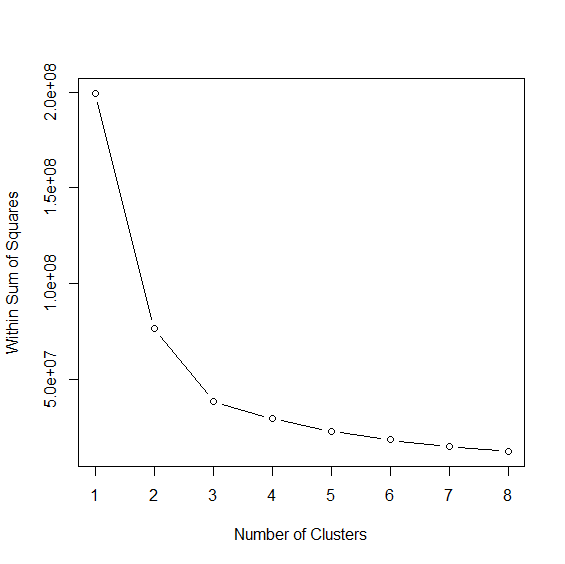 2.0e+08
1.5e+08
1.0e+08
5.0e+07
Within Sum of Squares
1 2 3 4 5 6 7 8
Number of Clusters